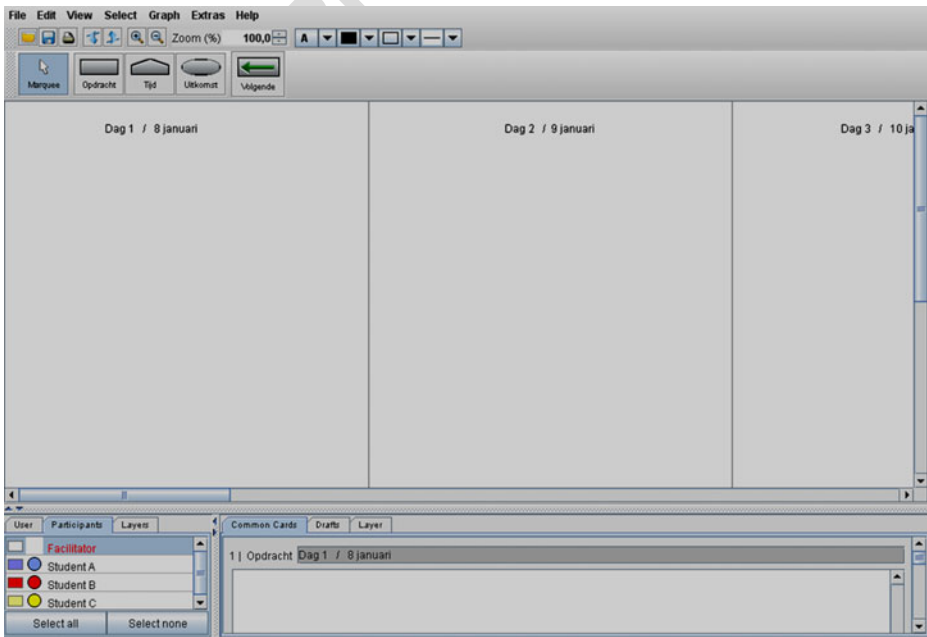 File Edit View Select Graph Extras Help
Zoom (%) 100,0 A
Marquee Opdracht Tijd Uitkomst Volgende
Dag 1 / 8 januari Dag 2 / 9 januari Dag 3 / 10 ja
User Participants Layers Common Cards Drafts Layer
Facilitator
1 | Opdracht Dag 1 / 8 januari
Student A
Student B
Student C
Select all Select none